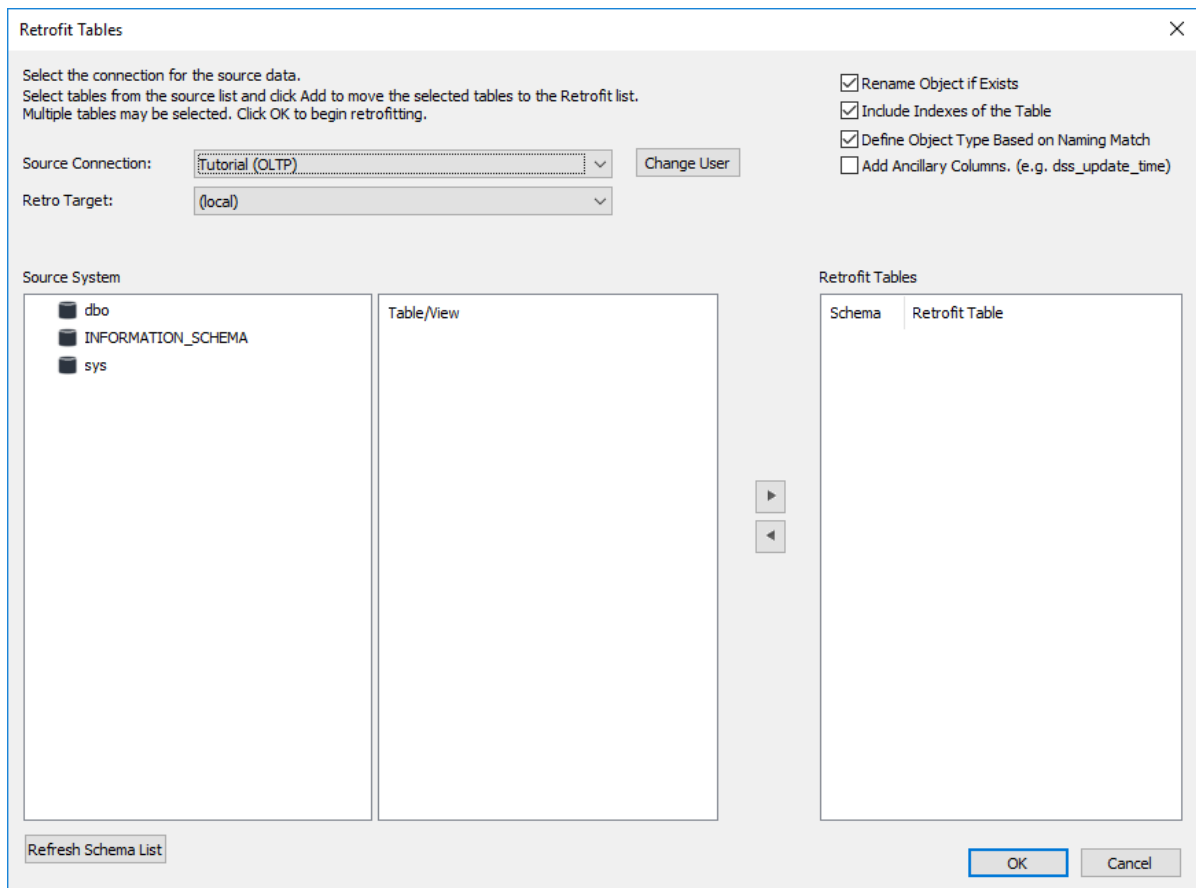 Retrofit Tables
Select the connection for the source data.
Select tables from the source list and click Add to move the selected tables to the Retrofit list.
Multiple tables may be selected. Click OK to begin retrofitting.
Rename Object if Exists
Include Indexes of the Table
Define Object Type Based on Naming Match
Add Ancillary Columns. (e.g. dss_update_time)
Source Connection: Tutorial (OLTP) Change User
Retro Target: (local)
Source System
dbo
INFORMATION_SCHEMA
sys
Table/View
Retrofit Tables
Schema Retrofit Table
Refresh Schema List
OK Cancel